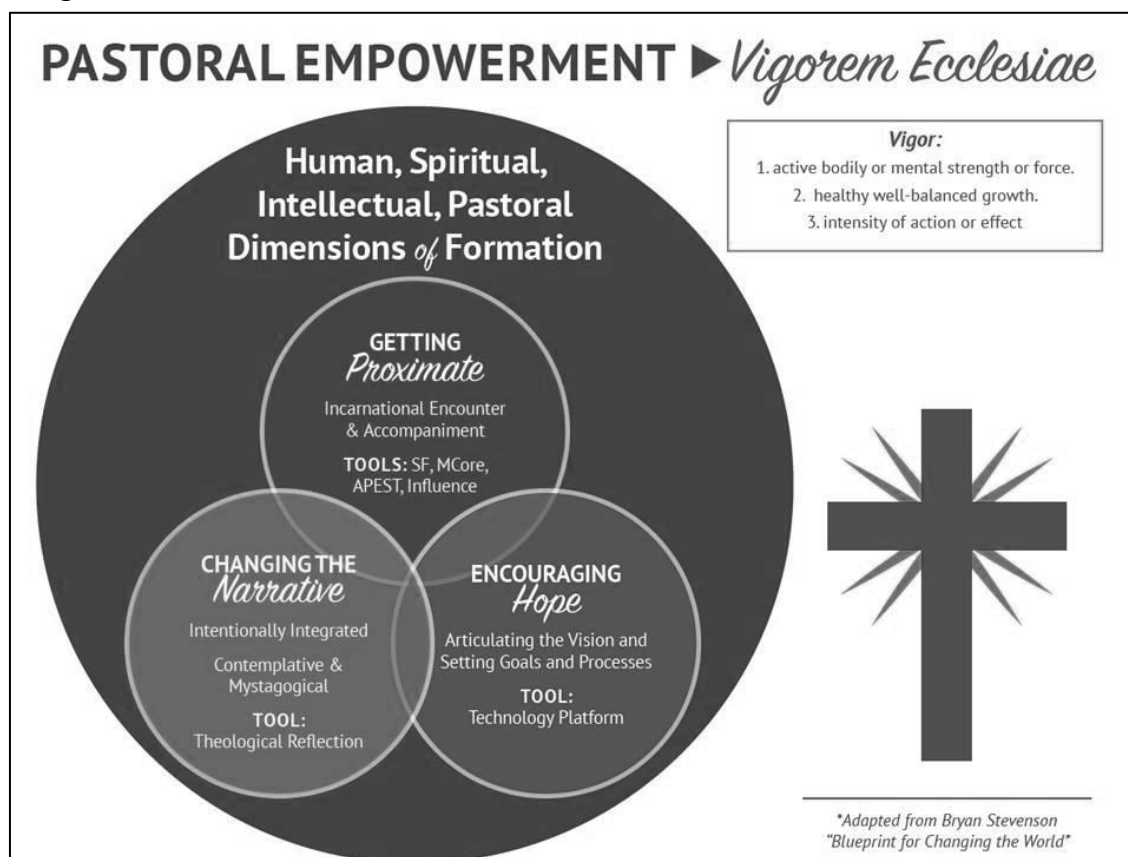 PASTORAL EMPOWERMENT ▶ Vigorem Ecclesiae
Vigor:
1. active bodily or mental strength or force.
2. healthy well-balanced growth.
3. intensity of action or effect
Human, Spiritual,
Intellectual, Pastoral
Dimensions of Formation
GETTING
Proximate
Incarnational Encounter
& Accompaniment
TOOLS: SF, MCore,
APEST, Influence
CHANGING THE
Narrative
Intentionally Integrated
Contemplative &
Mystagogical
TOOL:
Theological Reflection
ENCOURAGING
Hope
Articulating the Vision and
Setting Goals and Processes
TOOL:
Technology Platform
*Adapted from Bryan Stevenson
"Blueprint for Changing the World"